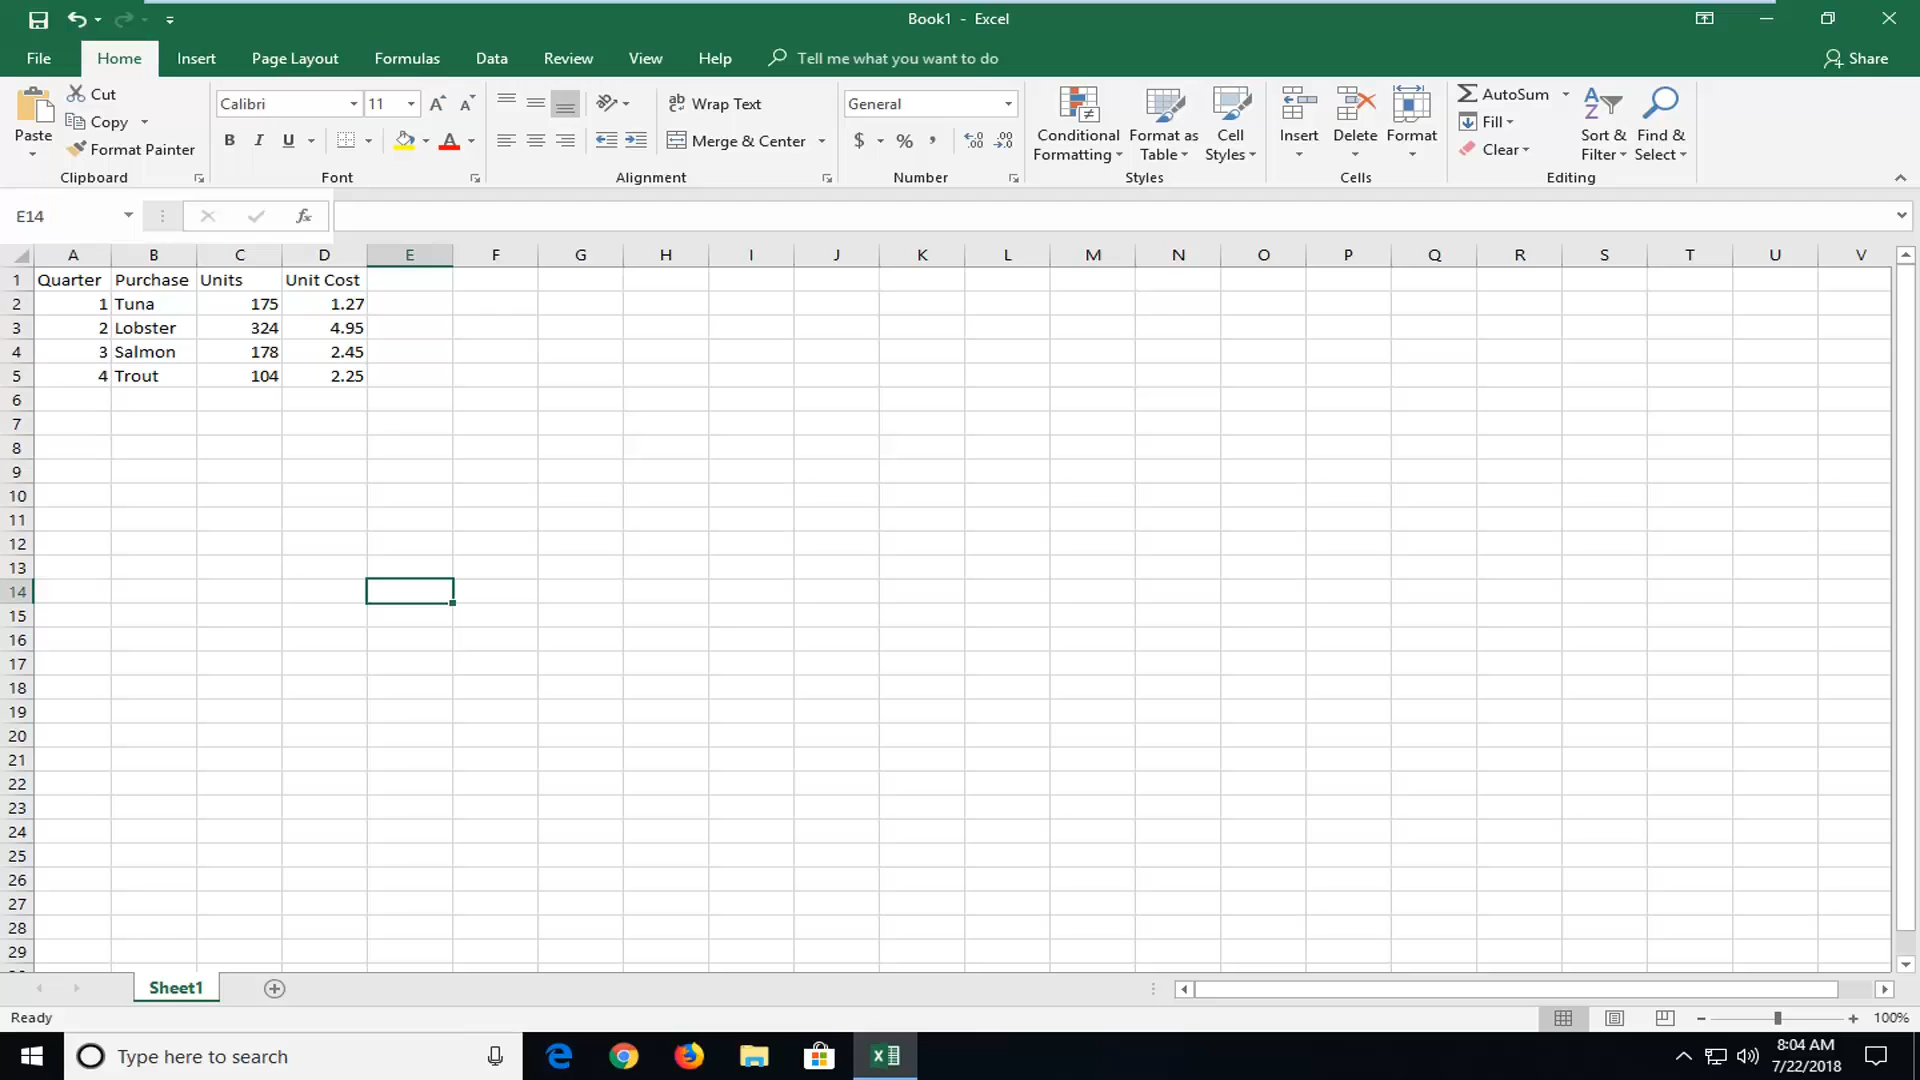 Book1 - Excel
File Home Insert Page Layout Formulas Data Review View Help Tell me what you want to do Share
Paste
Cut
Copy
Format Painter
Clipboard
Calibri 11
B I U
Font
Wrap Text
Merge & Center
Alignment
General
$ % ,
Number
Conditional Formatting
Format as Table
Cell Styles
Styles
Insert Delete Format
Cells
AutoSum
Fill
Clear
Sort & Filter
Find & Select
Editing
E14 fx
A B C D E F G H I J K L M N O P Q R S T U V
1 Quarter Purchase Units Unit Cost
2 1 Tuna 175 1.27
3 2 Lobster 324 4.95
4 3 Salmon 178 2.45
5 4 Trout 104 2.25
6
7
8
9
10
11
12
13
14
15
16
17
18
19
20
21
22
23
24
25
26
27
28
29
Sheet1
Ready 100%
Type here to search
8:04 AM
7/22/2018